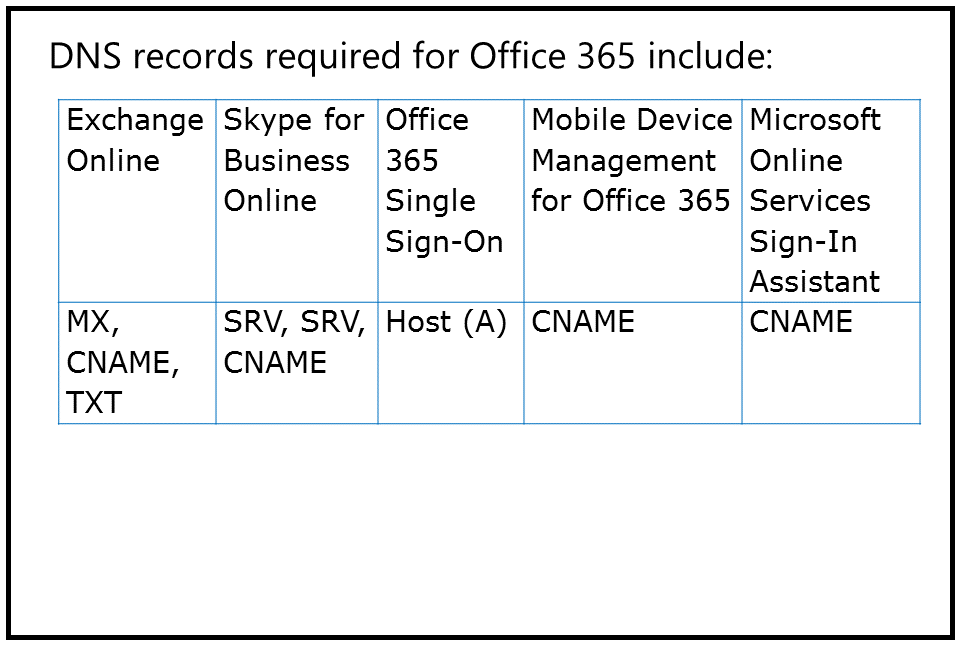 DNS records required for Office 365 include:
Exchange
Online
Skype for
Business
Online
Office
365
Single
Sign-On
Mobile Device
Management
for Office 365
Microsoft
Online
Services
Sign-In
Assistant
MX,
CNAME,
TXT
SRV, SRV,
CNAME
Host (A)
CNAME
CNAME